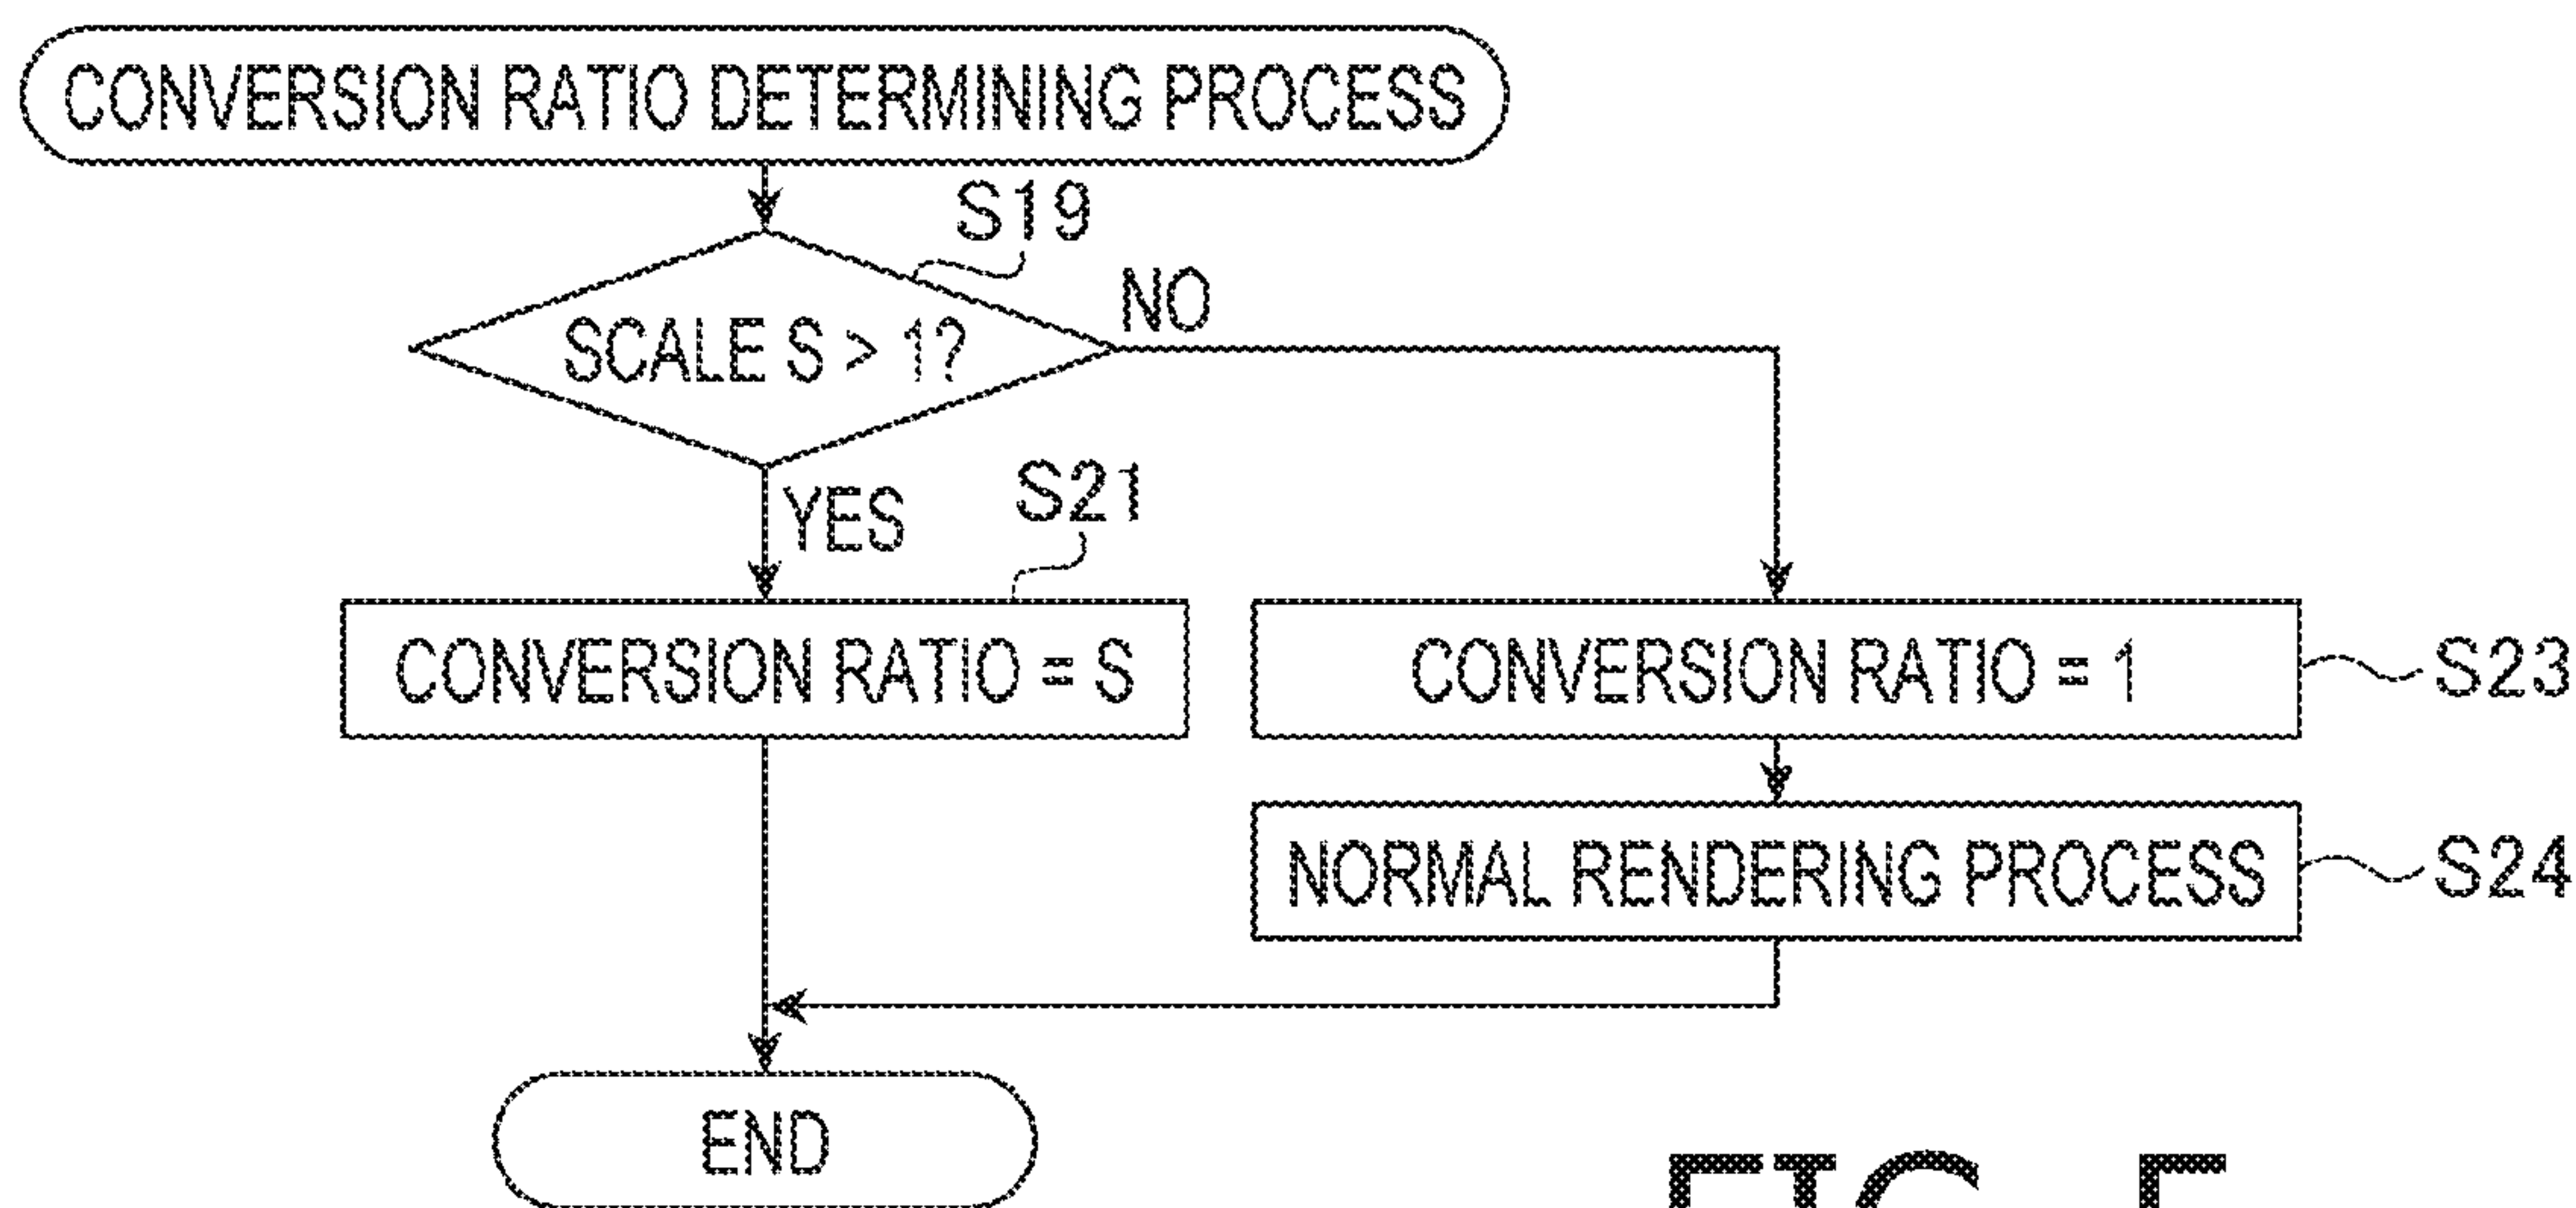 CONVERSION RATIO DETERMINING PROCESS
S19
SCALE S > 1?
NO
YES
S21
CONVERSION RATIO = S
CONVERSION RATIO = 1
S23
NORMAL RENDERING PROCESS
S24
END